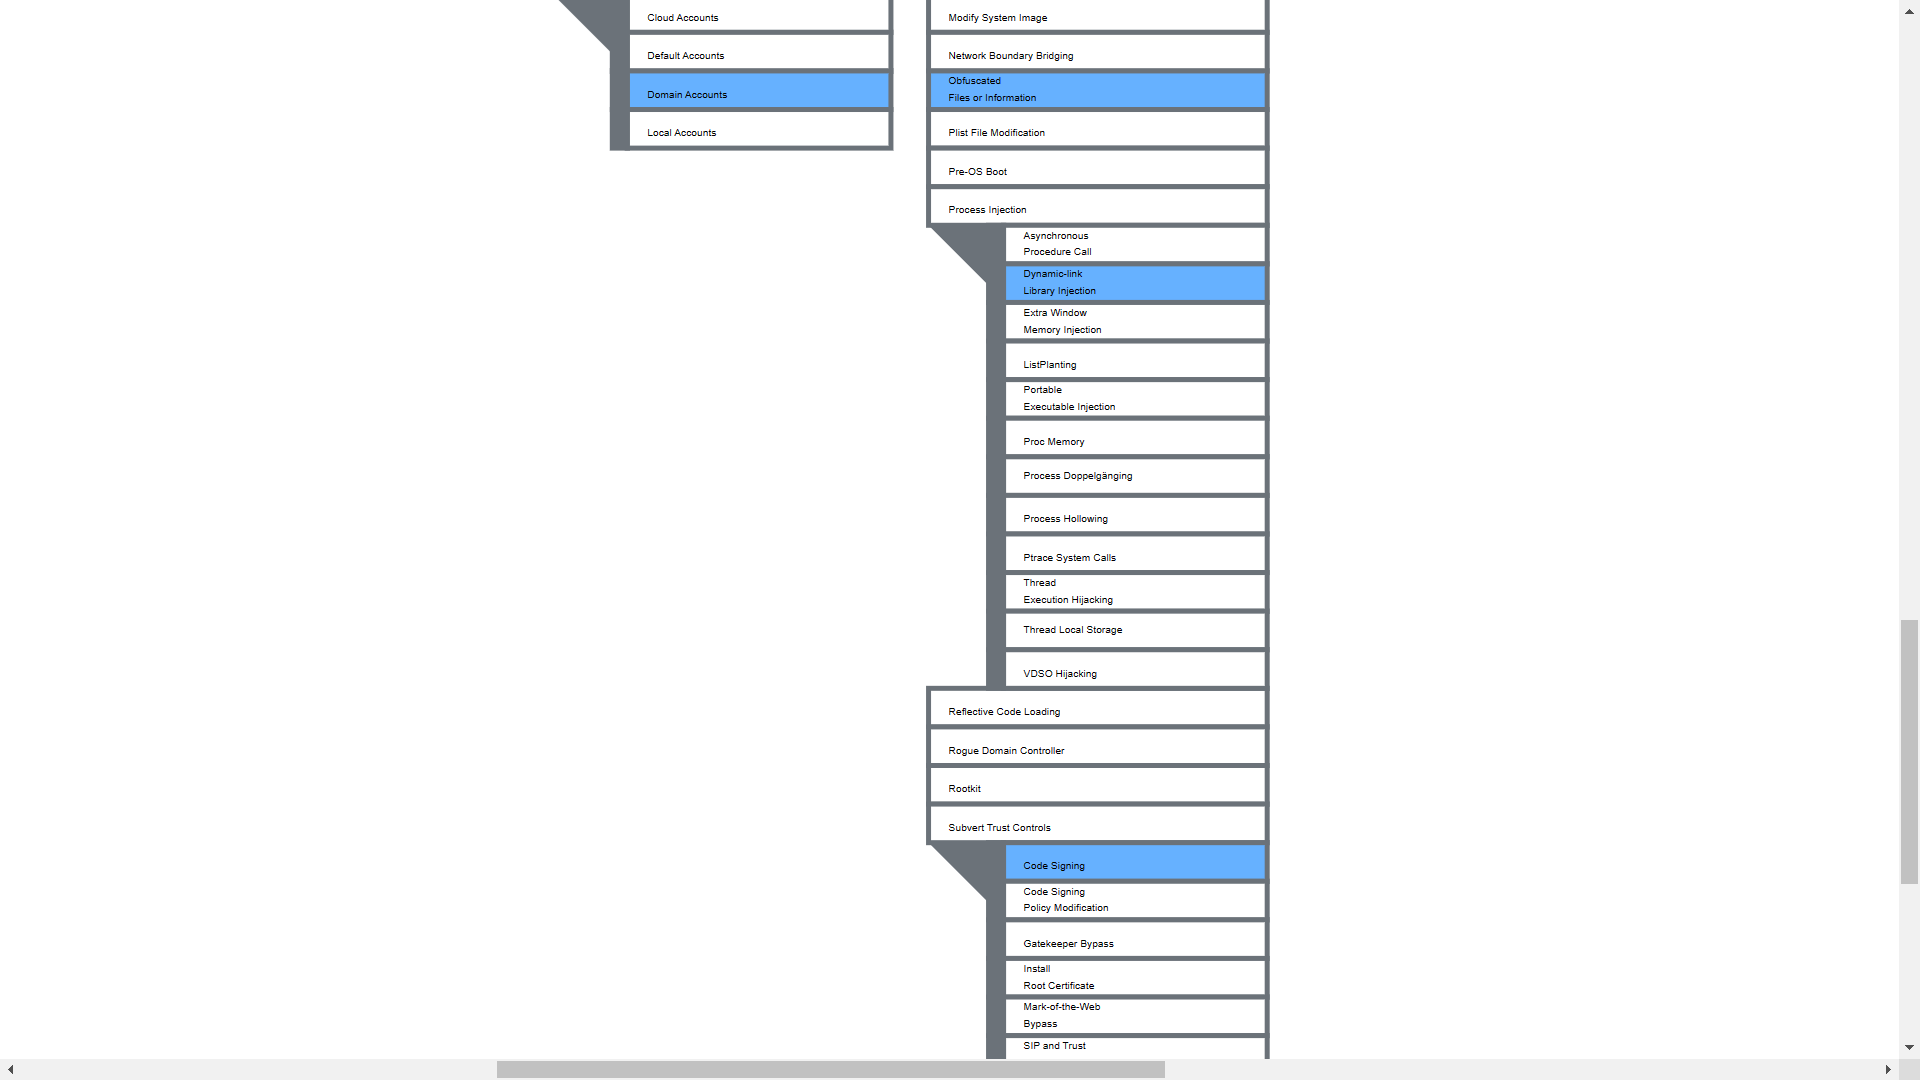 Cloud Accounts
Default Accounts
Domain Accounts
Local Accounts
Modify System Image
Network Boundary Bridging
Obfuscated
Files or Information
Plist File Modification
Pre-OS Boot
Process Injection
Asynchronous
Procedure Call
Dynamic-link
Library Injection
Extra Window
Memory Injection
ListPlanting
Portable
Executable Injection
Proc Memory
Process Doppelgänging
Process Hollowing
Ptrace System Calls
Thread
Execution Hijacking
Thread Local Storage
VDSO Hijacking
Reflective Code Loading
Rogue Domain Controller
Rootkit
Subvert Trust Controls
Code Signing
Code Signing
Policy Modification
Gatekeeper Bypass
Install
Root Certificate
Mark-of-the-Web
Bypass
SIP and Trust